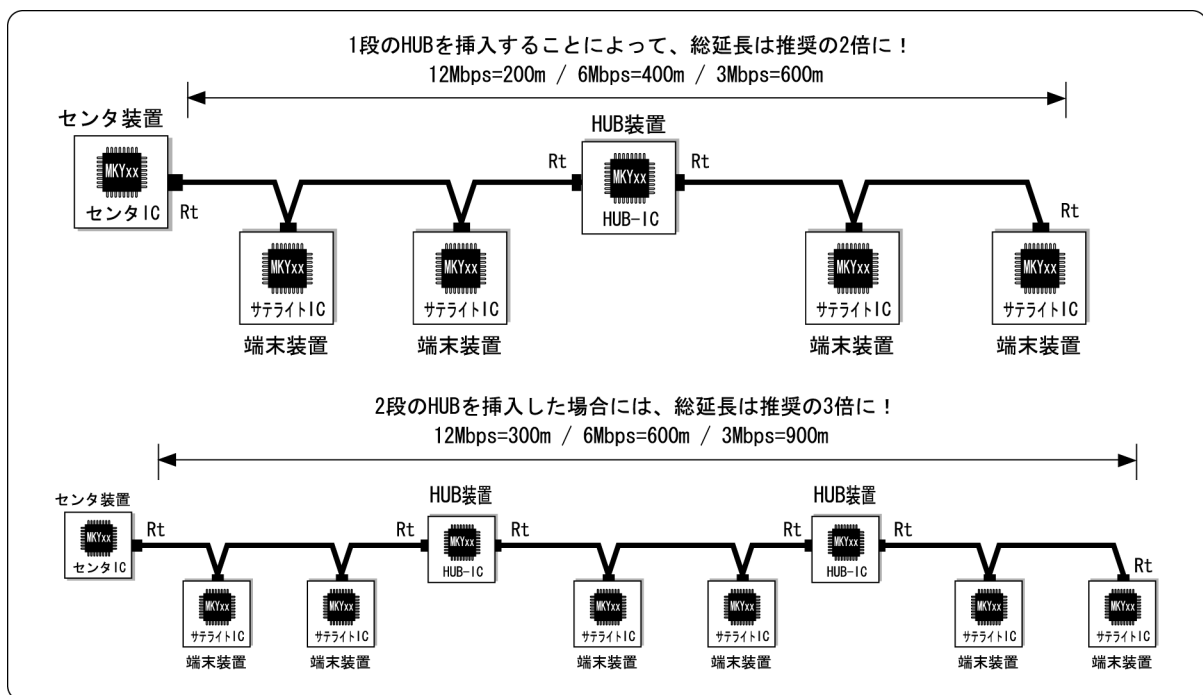 1段のHUBを挿入することによって、総延長は推奨の2倍に！
12Mbps=200m / 6Mbps=400m / 3Mbps=600m
センタ装置
HUB装置
MKYxx
センタIC
Rt
Rt
MKYxx
HUB-IC
Rt
Rt
MKYxx
サテライトIC
端末装置
MKYxx
サテライトIC
端末装置
MKYxx
サテライトIC
端末装置
MKYxx
サテライトIC
端末装置
2段のHUBを挿入した場合には、総延長は推奨の3倍に！
12Mbps=300m / 6Mbps=600m / 3Mbps=900m
センタ装置
HUB装置
HUB装置
MKYxx
センタIC
Rt
Rt
MKYxx
HUB-IC
Rt
Rt
MKYxx
HUB-IC
Rt
Rt
MKYxx
サテライトIC
端末装置
MKYxx
サテライトIC
端末装置
MKYxx
サテライトIC
端末装置
MKYxx
サテライトIC
端末装置
MKYxx
サテライトIC
端末装置
MKYxx
サテライトIC
端末装置